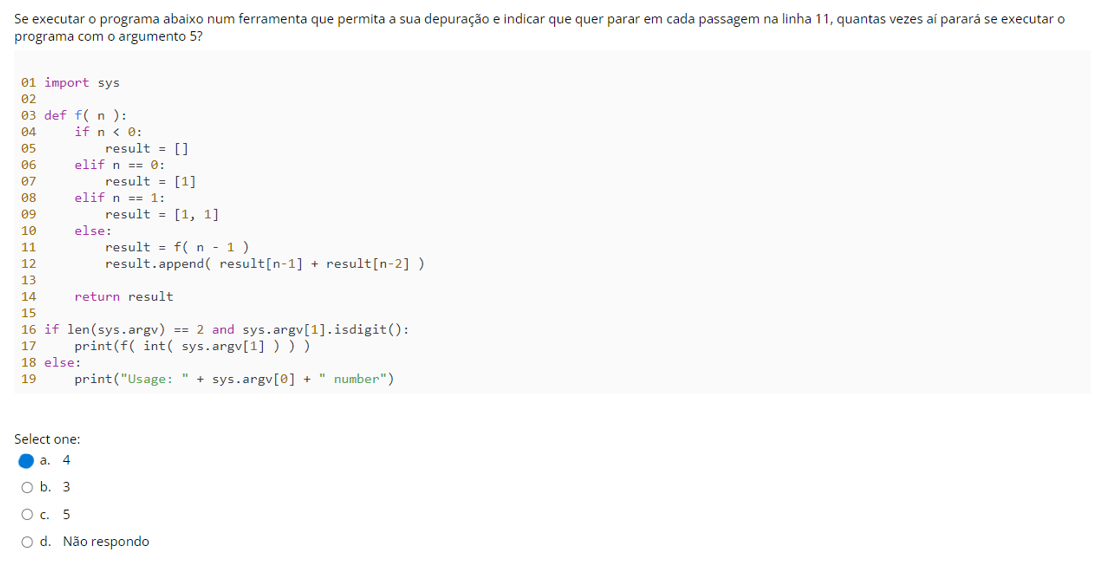 Se executar o programa abaixo num ferramenta que permita a sua depuração e indicar que quer parar em cada passagem na linha 11, quantas vezes aí parará se executar o
programa com o argumento 5?
01 import sys
02
03 def f( n ):
04     if n < 0:
05         result = []
06     elif n == 0:
07         result = [1]
08     elif n == 1:
09         result = [1, 1]
10     else:
11         result = f( n - 1 )
12         result.append( result[n-1] + result[n-2] )
13
14     return result
15
16 if len(sys.argv) == 2 and sys.argv[1].isdigit():
17     print(f( int( sys.argv[1] ) ) )
18 else:
19     print("Usage: " + sys.argv[0] + " number")
Select one:
a. 4
b. 3
c. 5
d. Não respondo